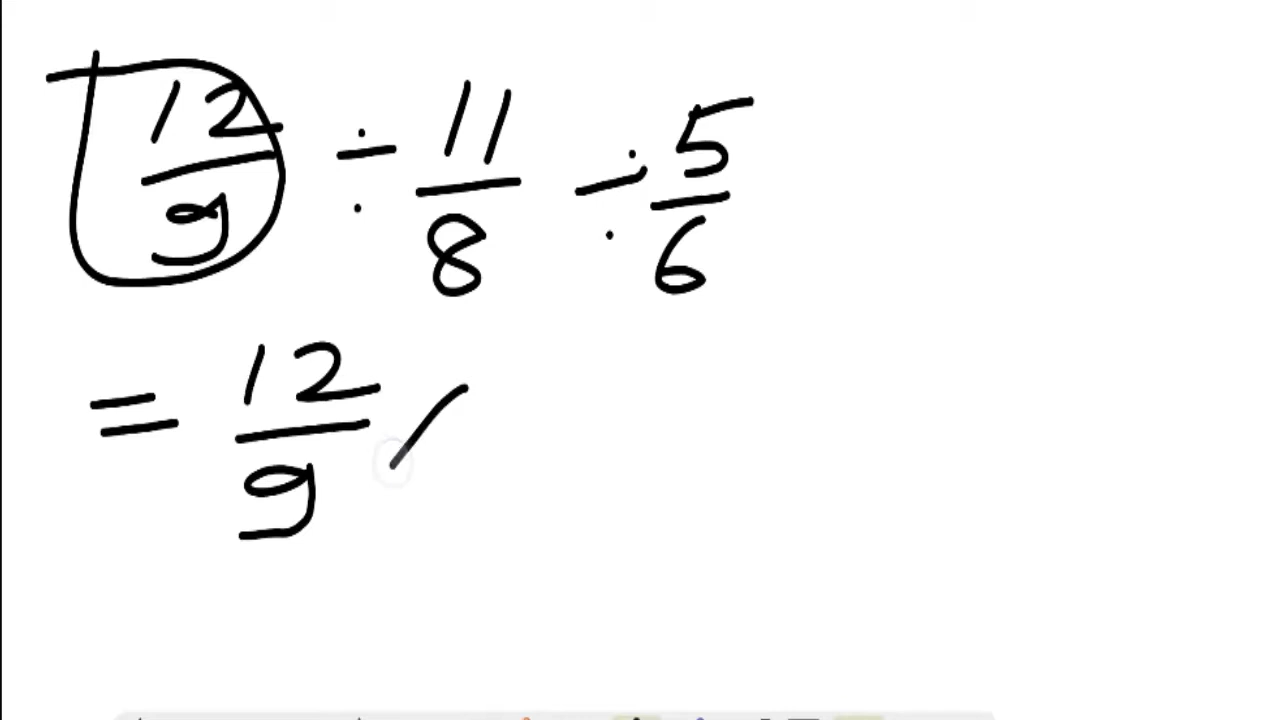 12/9 ÷ 11/8 ÷ 5/6
= 12/9 /